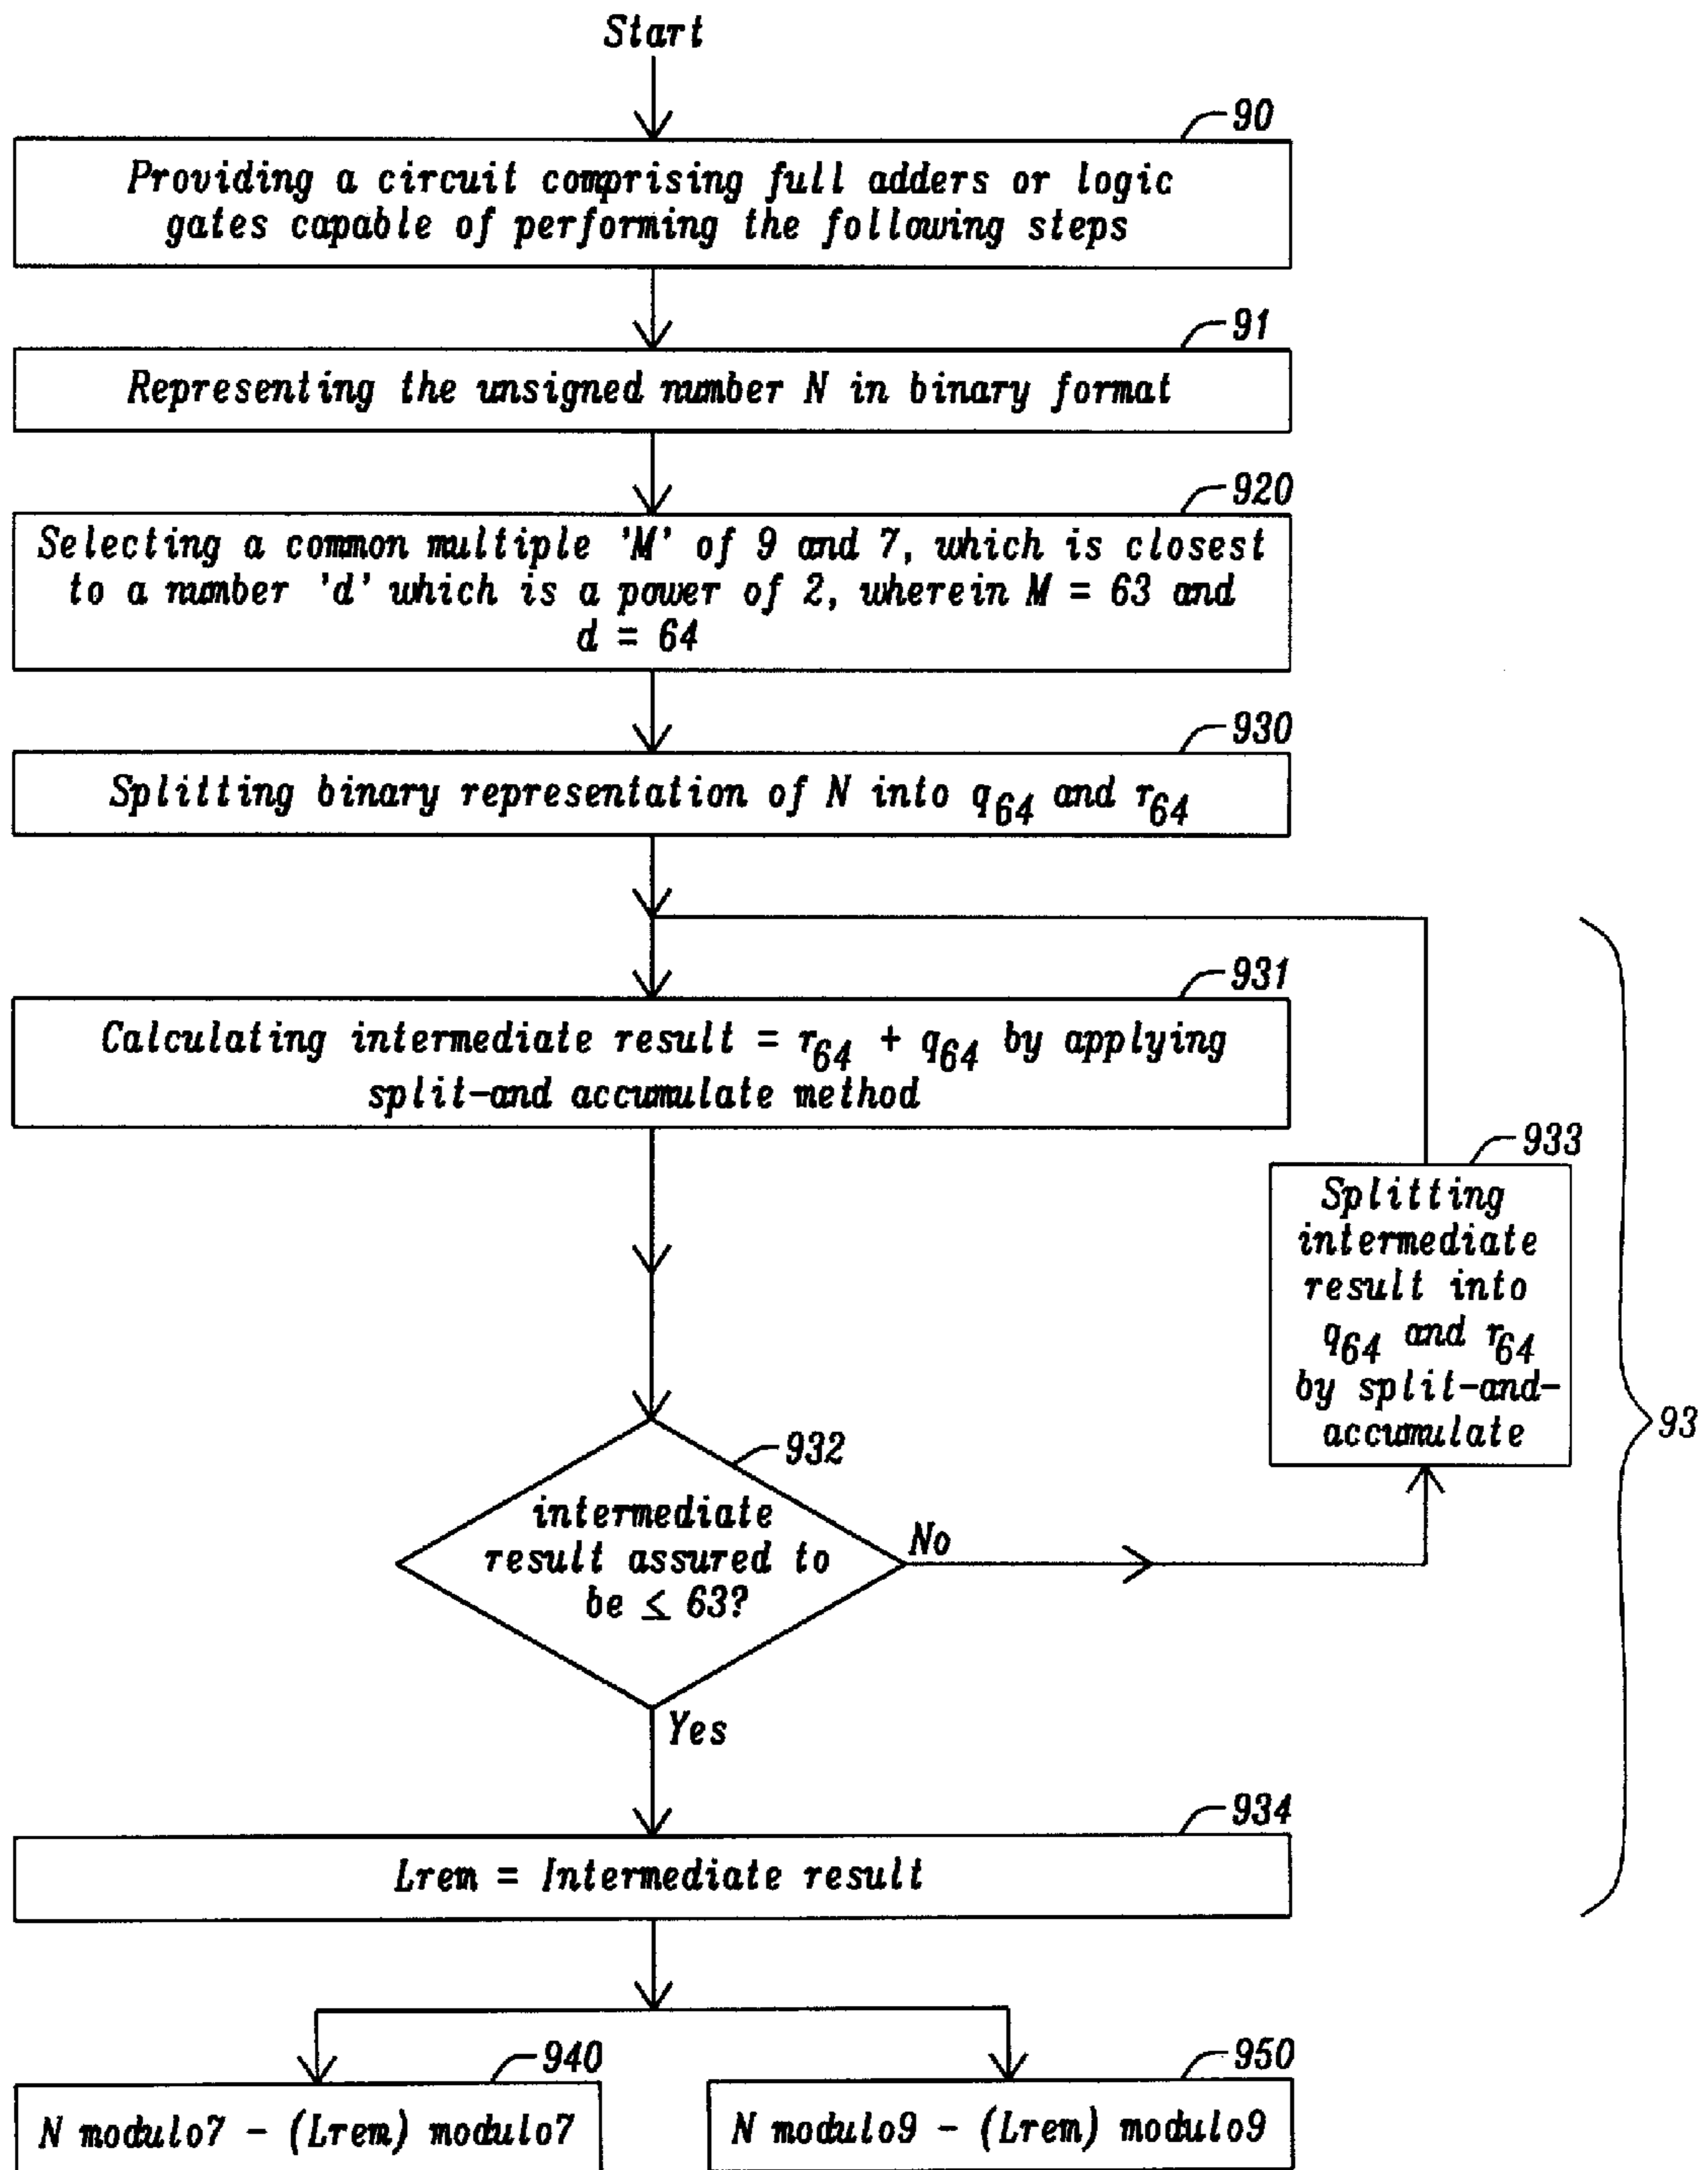 Start
90
Providing a circuit comprising full adders or logic
gates capable of performing the following steps
91
Representing the unsigned number N in binary format
920
Selecting a common multiple 'M' of 9 and 7, which is closest
to a number 'd' which is a power of 2, wherein M = 63 and
d = 64
930
Splitting binary representation of N into q64 and r64
931
Calculating intermediate result = r64 + q64 by applying
split-and accumulate method
933
Splitting
intermediate
result into
q64 and r64
by split-and-
accumulate
93
932
intermediate
result assured to
be ≤ 63?
No
Yes
934
Lrem = Intermediate result
940
N modulo7 - (Lrem) modulo7
950
N modulo9 - (Lrem) modulo9